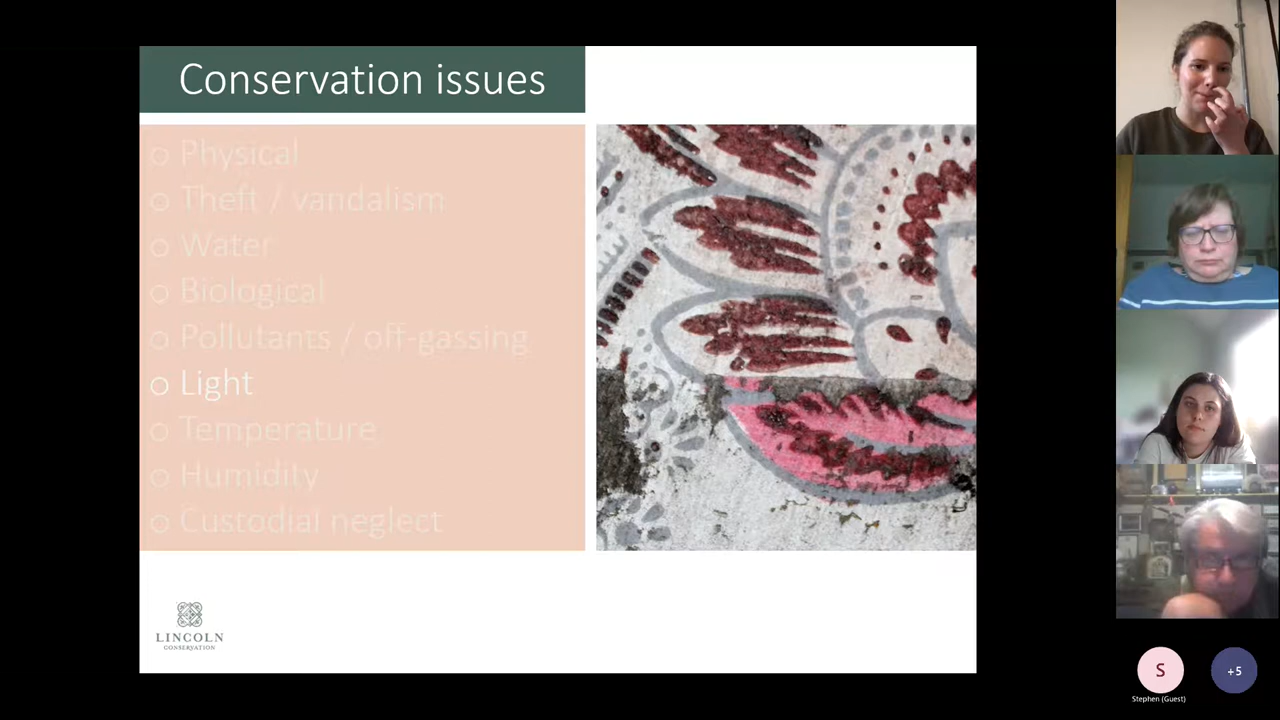 Conservation issues
○ Physical
○ Theft / vandalism
○ Water
○ Biological
○ Pollutants / off-gassing
○ Light
○ Temperature
○ Humidity
○ Custodial neglect
LINCOLN
CONSERVATION
S
+5
Stephen (Guest)